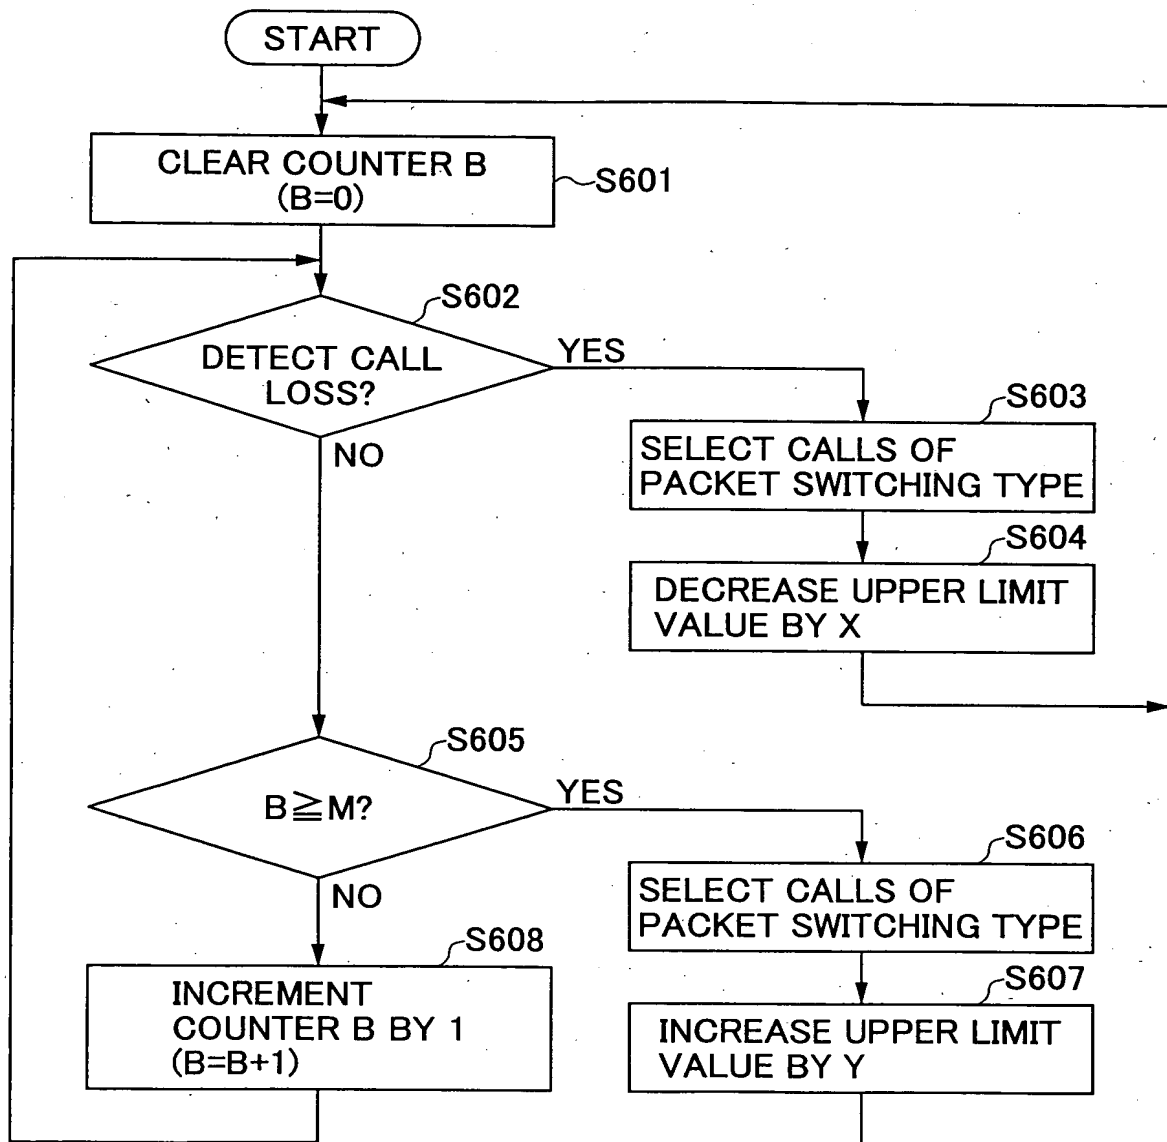 START
CLEAR COUNTER B
(B=0)
S601
S602
DETECT CALL
LOSS?
YES
NO
S603
SELECT CALLS OF
PACKET SWITCHING TYPE
S604
DECREASE UPPER LIMIT
VALUE BY X
S605
B≧M?
YES
NO
S606
SELECT CALLS OF
PACKET SWITCHING TYPE
S607
INCREASE UPPER LIMIT
VALUE BY Y
S608
INCREMENT
COUNTER B BY 1
(B=B+1)